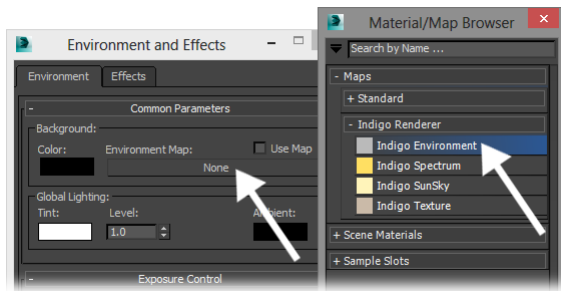 Environment and Effects
Environment
Effects
- Common Parameters
Background:
Color:
Environment Map:
Use Map
None
Global Lighting:
Tint:
Level:
1.0
- Exposure Control
Material/Map Browser
Search by Name ...
- Maps
+ Standard
- Indigo Renderer
Indigo Environment
Indigo Spectrum
Indigo SunSky
Indigo Texture
+ Scene Materials
+ Sample Slots